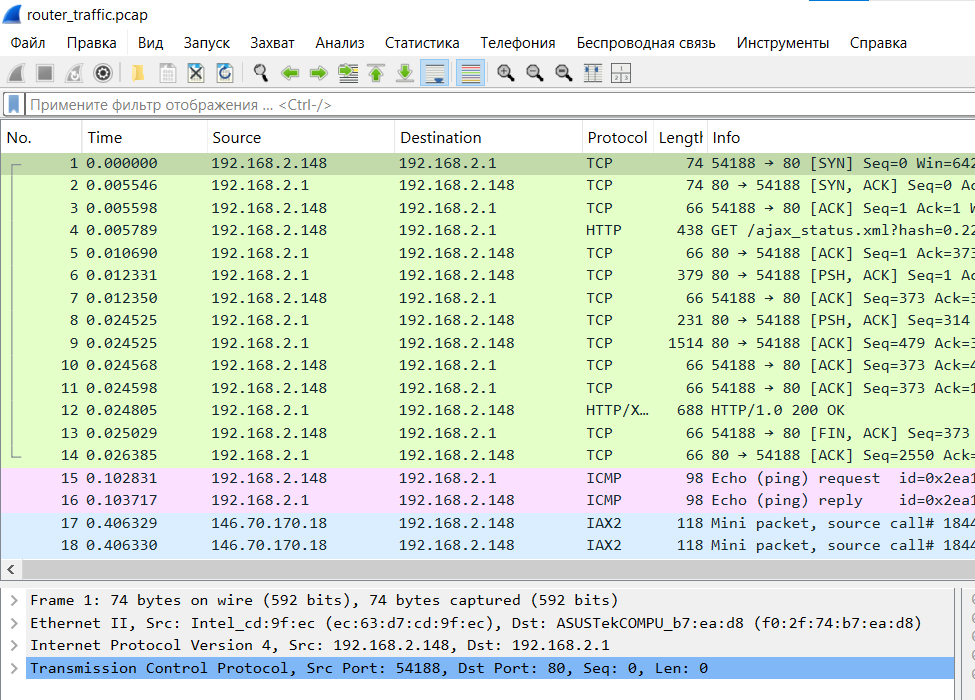 router_traffic.pcap
Файл Правка Вид Запуск Захват Анализ Статистика Телефония Беспроводная связь Инструменты Справка
Примените фильтр отображения ... <Ctrl-/>
No. Time Source Destination Protocol Length Info
1 0.000000 192.168.2.148 192.168.2.1 TCP 74 54188 → 80 [SYN] Seq=0 Win=642
2 0.005546 192.168.2.1 192.168.2.148 TCP 74 80 → 54188 [SYN, ACK] Seq=0 Ac
3 0.005598 192.168.2.148 192.168.2.1 TCP 66 54188 → 80 [ACK] Seq=1 Ack=1 W
4 0.005789 192.168.2.148 192.168.2.1 HTTP 438 GET /ajax_status.xml?hash=0.22
5 0.010690 192.168.2.1 192.168.2.148 TCP 66 80 → 54188 [ACK] Seq=1 Ack=373
6 0.012331 192.168.2.1 192.168.2.148 TCP 379 80 → 54188 [PSH, ACK] Seq=1 Ac
7 0.012350 192.168.2.148 192.168.2.1 TCP 66 54188 → 80 [ACK] Seq=373 Ack=3
8 0.024525 192.168.2.1 192.168.2.148 TCP 231 80 → 54188 [PSH, ACK] Seq=314
9 0.024525 192.168.2.1 192.168.2.148 TCP 1514 80 → 54188 [ACK] Seq=479 Ack=3
10 0.024568 192.168.2.148 192.168.2.1 TCP 66 54188 → 80 [ACK] Seq=373 Ack=4
11 0.024598 192.168.2.148 192.168.2.1 TCP 66 54188 → 80 [ACK] Seq=373 Ack=1
12 0.024805 192.168.2.1 192.168.2.148 HTTP/X… 688 HTTP/1.0 200 OK
13 0.025029 192.168.2.148 192.168.2.1 TCP 66 54188 → 80 [FIN, ACK] Seq=373
14 0.026385 192.168.2.1 192.168.2.148 TCP 66 80 → 54188 [ACK] Seq=2550 Ack=
15 0.102831 192.168.2.148 192.168.2.1 ICMP 98 Echo (ping) request id=0x2ea1
16 0.103717 192.168.2.1 192.168.2.148 ICMP 98 Echo (ping) reply id=0x2ea1
17 0.406329 146.70.170.18 192.168.2.148 IAX2 118 Mini packet, source call# 1844
18 0.406330 146.70.170.18 192.168.2.148 IAX2 118 Mini packet, source call# 1844
Frame 1: 74 bytes on wire (592 bits), 74 bytes captured (592 bits)
Ethernet II, Src: Intel_cd:9f:ec (ec:63:d7:cd:9f:ec), Dst: ASUSTekCOMPU_b7:ea:d8 (f0:2f:74:b7:ea:d8)
Internet Protocol Version 4, Src: 192.168.2.148, Dst: 192.168.2.1
Transmission Control Protocol, Src Port: 54188, Dst Port: 80, Seq: 0, Len: 0